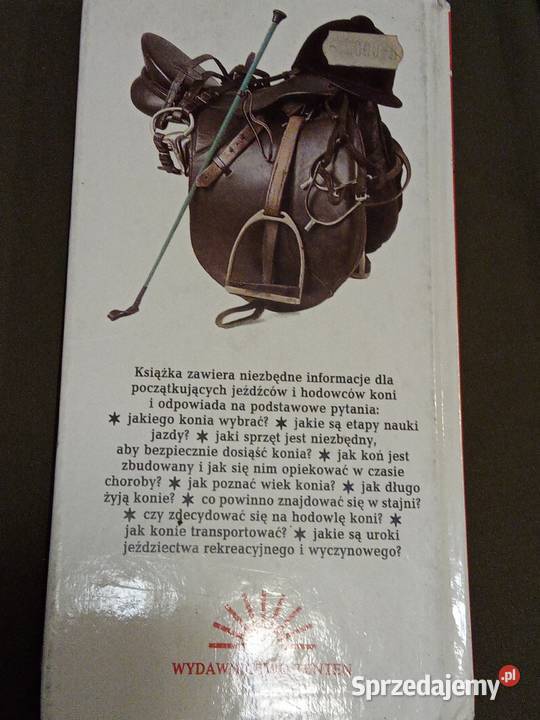 Książka zawiera niezbędne informacje dla
początkujących jeźdźców i hodowców koni
i odpowiada na podstawowe pytania:
✶ jakiego konia wybrać? ✶ jakie są etapy nauki
jazdy? ✶ jaki sprzęt jest niezbędny,
aby bezpiecznie dosiąść konia? ✶ jak koń jest
zbudowany i jak się nim opiekować w czasie
choroby? ✶ jak poznać wiek konia? ✶ jak długo
żyją konie? ✶ co powinno znajdować się w stajni?
✶ czy zdecydować się na hodowlę koni? ✶
jak konie transportować? ✶ jakie są uroki
jeździectwa rekreacyjnego i wyczynowego?
WYDAWNICTWO TENTEN
Sprzedajemy.pl